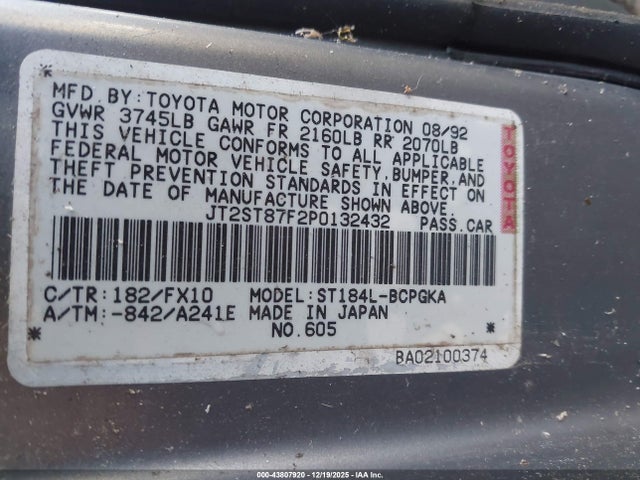 MFD. BY: TOYOTA MOTOR CORPORATION 08/92
GVWR 3745LB GAWR FR 2160LB RR 2070LB
THIS VEHICLE CONFORMS TO ALL APPLICABLE
FEDERAL MOTOR VEHICLE SAFETY, BUMPER, AND
THEFT PREVENTION STANDARDS IN EFFECT ON
THE DATE OF MANUFACTURE SHOWN ABOVE.
JT2ST87F2P0132432 PASS. CAR
TOYOTA
C/TR: 182/FX10 MODEL: ST184L-BCPGKA
A/TM: -842/A241E MADE IN JAPAN
* NO. 605 *
BA02100374
000-43807920 - 12/19/2025 - IAA, Inc.